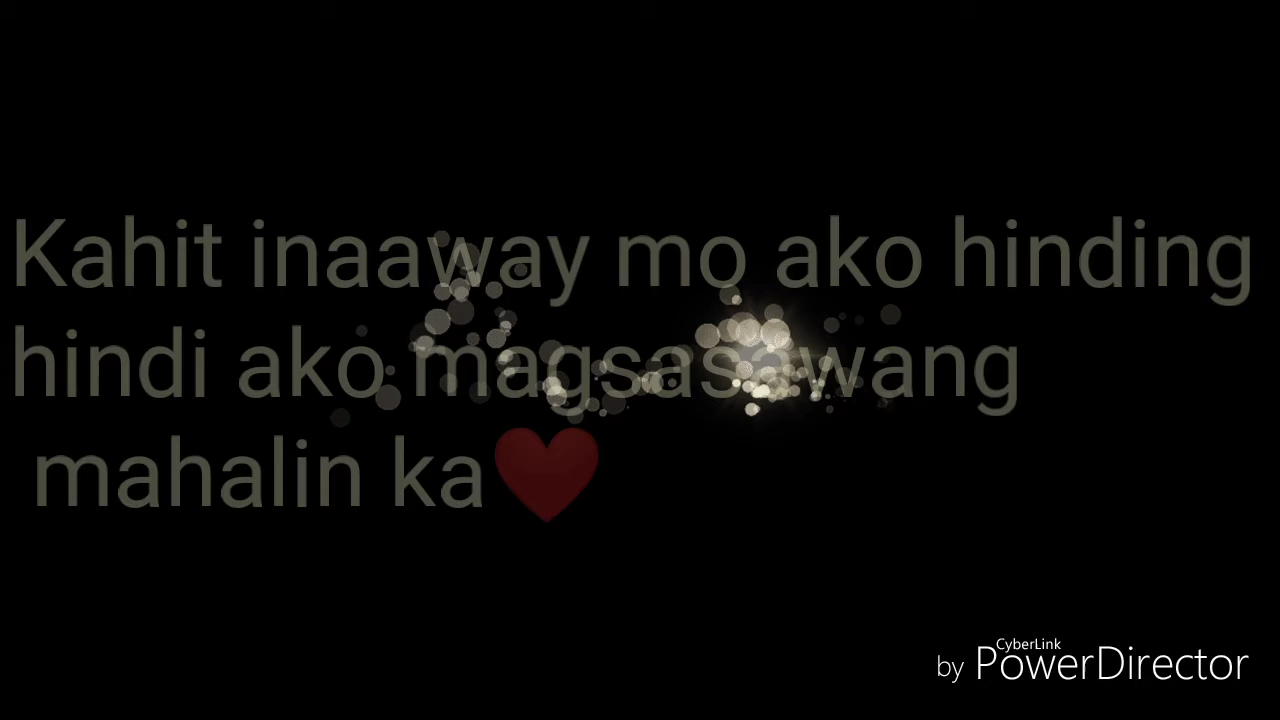 Kahit inaaway mo ako hinding
hindi ako magsasawang
mahalin ka❤
CyberLink
by PowerDirector